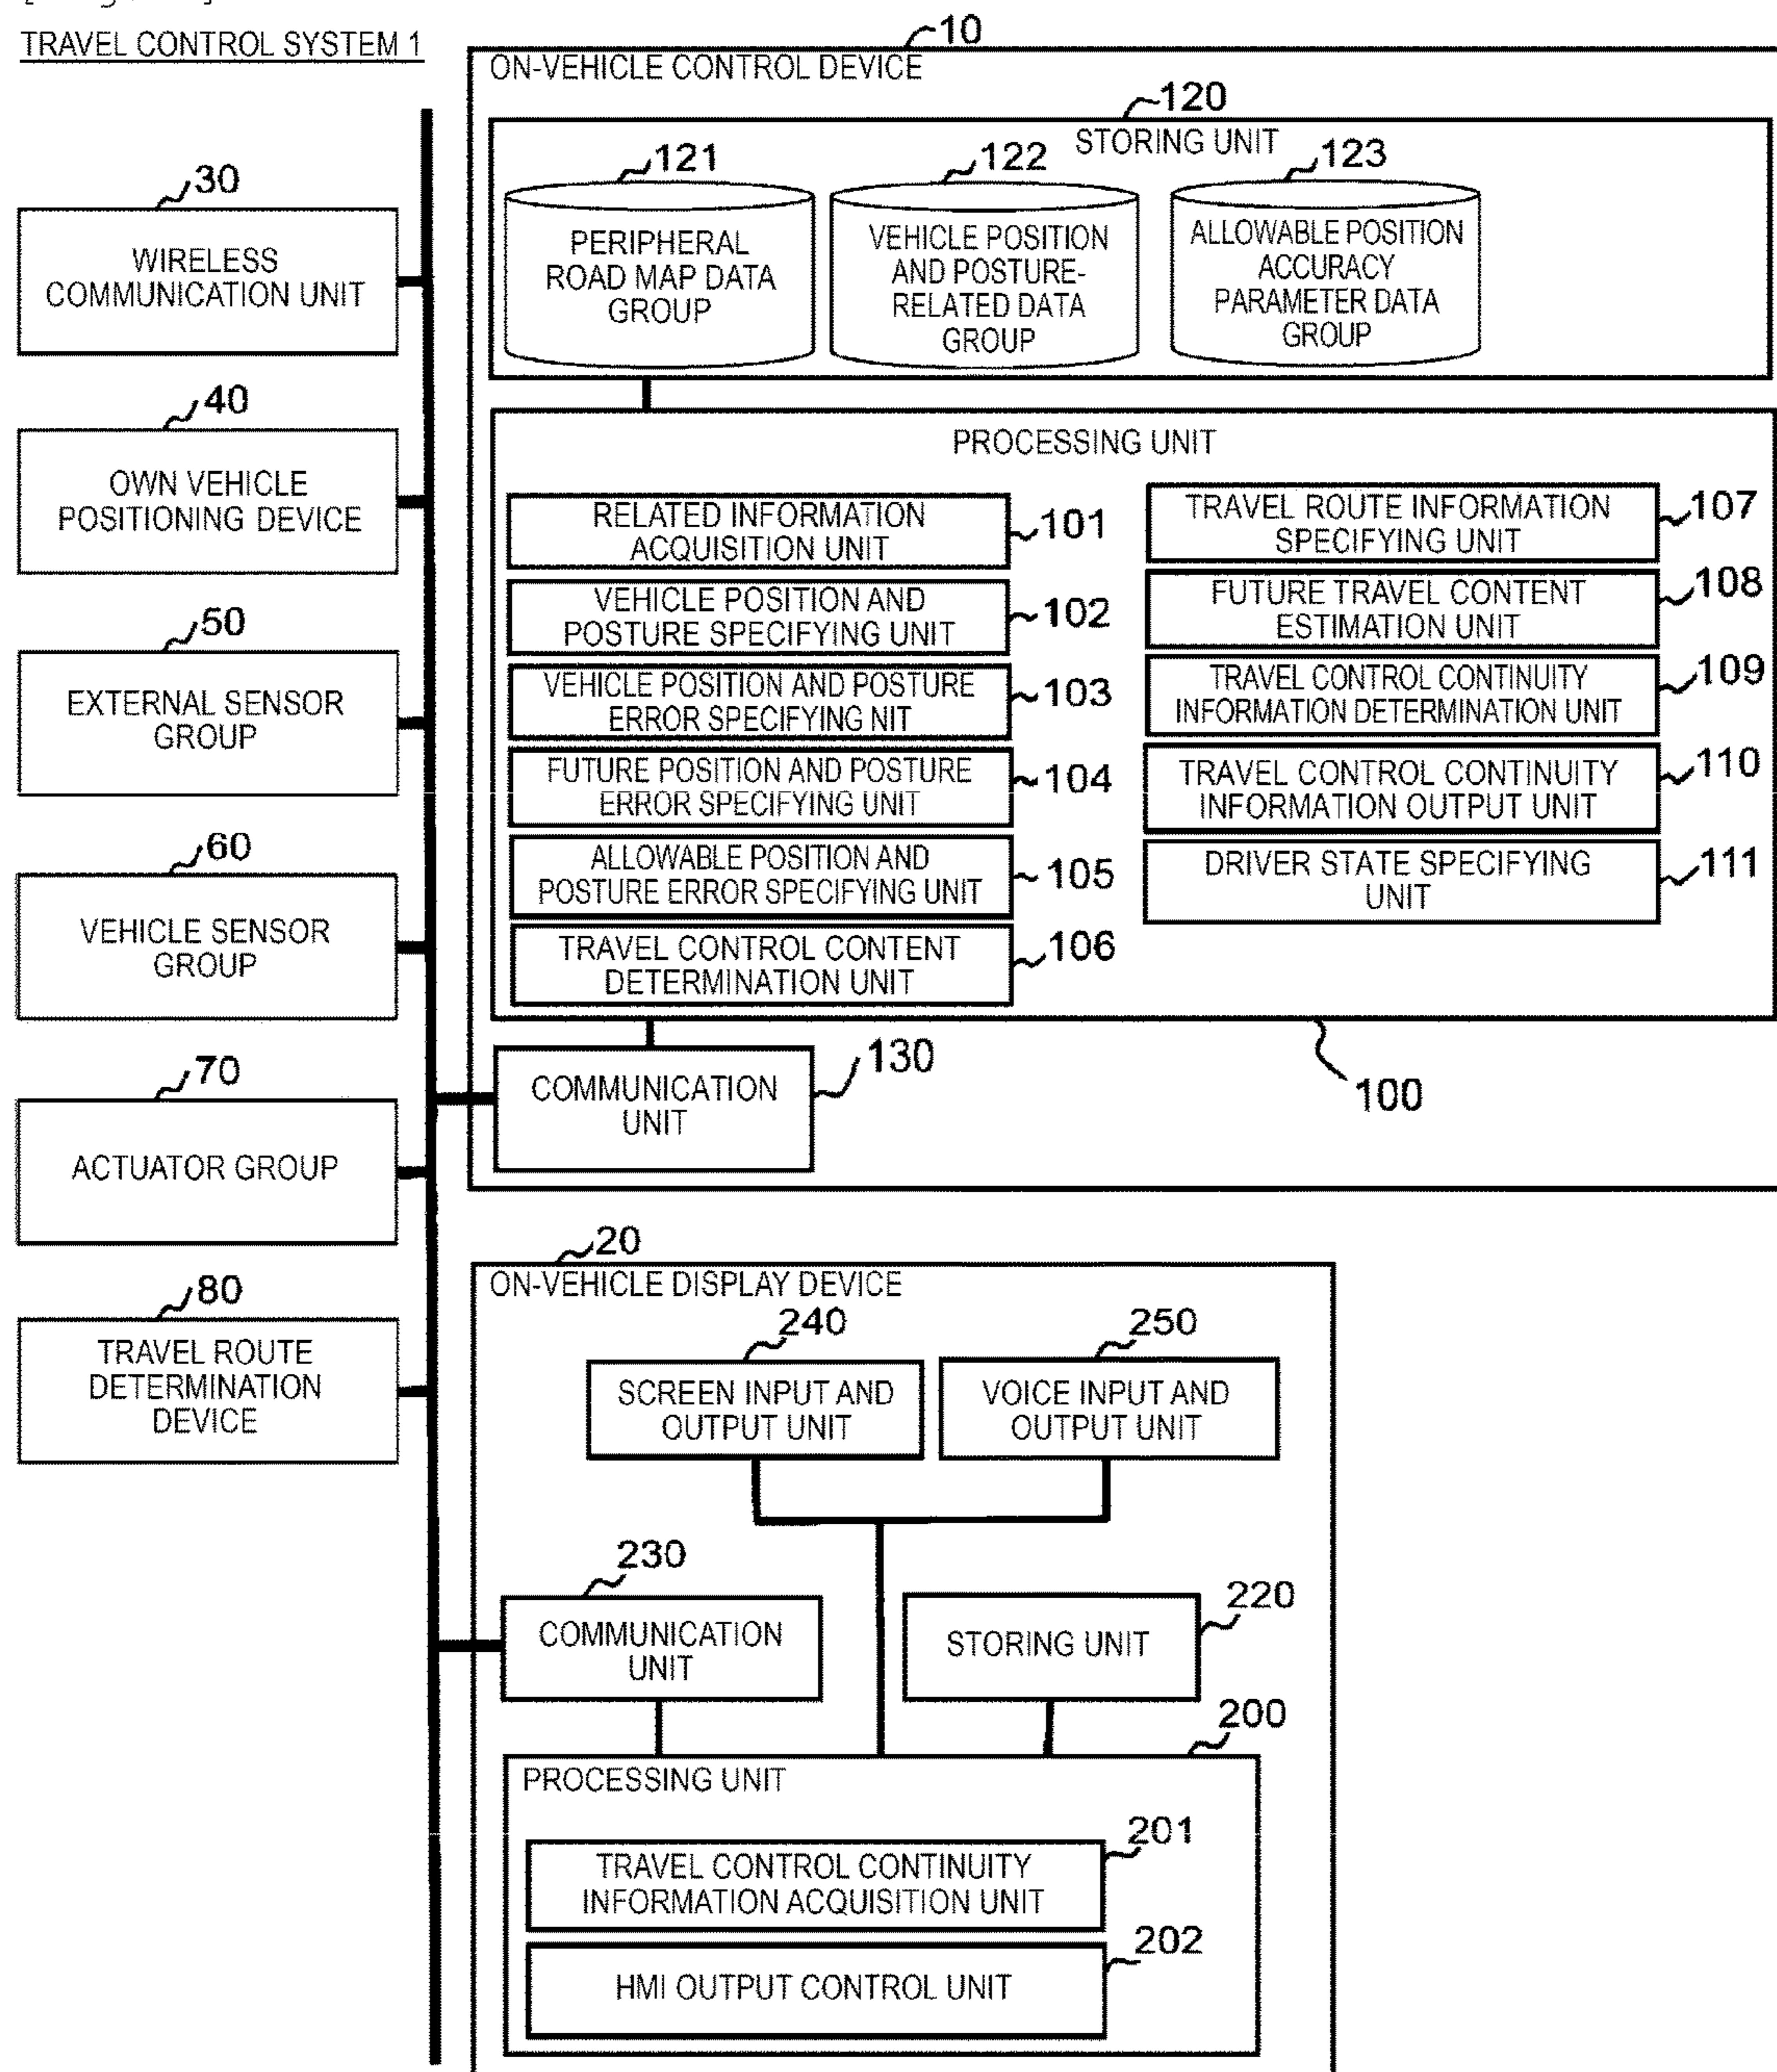 TRAVEL CONTROL SYSTEM 1
10
ON-VEHICLE CONTROL DEVICE
120
STORING UNIT
121
PERIPHERAL
ROAD MAP DATA
GROUP
122
VEHICLE POSITION
AND POSTURE-
RELATED DATA
GROUP
123
ALLOWABLE POSITION
ACCURACY
PARAMETER DATA
GROUP
30
WIRELESS
COMMUNICATION UNIT
40
OWN VEHICLE
POSITIONING DEVICE
50
EXTERNAL SENSOR
GROUP
60
VEHICLE SENSOR
GROUP
70
ACTUATOR GROUP
80
TRAVEL ROUTE
DETERMINATION
DEVICE
PROCESSING UNIT
RELATED INFORMATION
ACQUISITION UNIT
101
VEHICLE POSITION AND
POSTURE SPECIFYING UNIT
102
VEHICLE POSITION AND POSTURE
ERROR SPECIFYING NIT
103
FUTURE POSITION AND POSTURE
ERROR SPECIFYING UNIT
104
ALLOWABLE POSITION AND
POSTURE ERROR SPECIFYING UNIT
105
TRAVEL CONTROL CONTENT
DETERMINATION UNIT
106
TRAVEL ROUTE INFORMATION
SPECIFYING UNIT
107
FUTURE TRAVEL CONTENT
ESTIMATION UNIT
108
TRAVEL CONTROL CONTINUITY
INFORMATION DETERMINATION UNIT
109
TRAVEL CONTROL CONTINUITY
INFORMATION OUTPUT UNIT
110
DRIVER STATE SPECIFYING
UNIT
111
100
COMMUNICATION
UNIT
130
20
ON-VEHICLE DISPLAY DEVICE
240
SCREEN INPUT AND
OUTPUT UNIT
250
VOICE INPUT AND
OUTPUT UNIT
230
COMMUNICATION
UNIT
220
STORING UNIT
200
PROCESSING UNIT
201
TRAVEL CONTROL CONTINUITY
INFORMATION ACQUISITION UNIT
202
HMI OUTPUT CONTROL UNIT